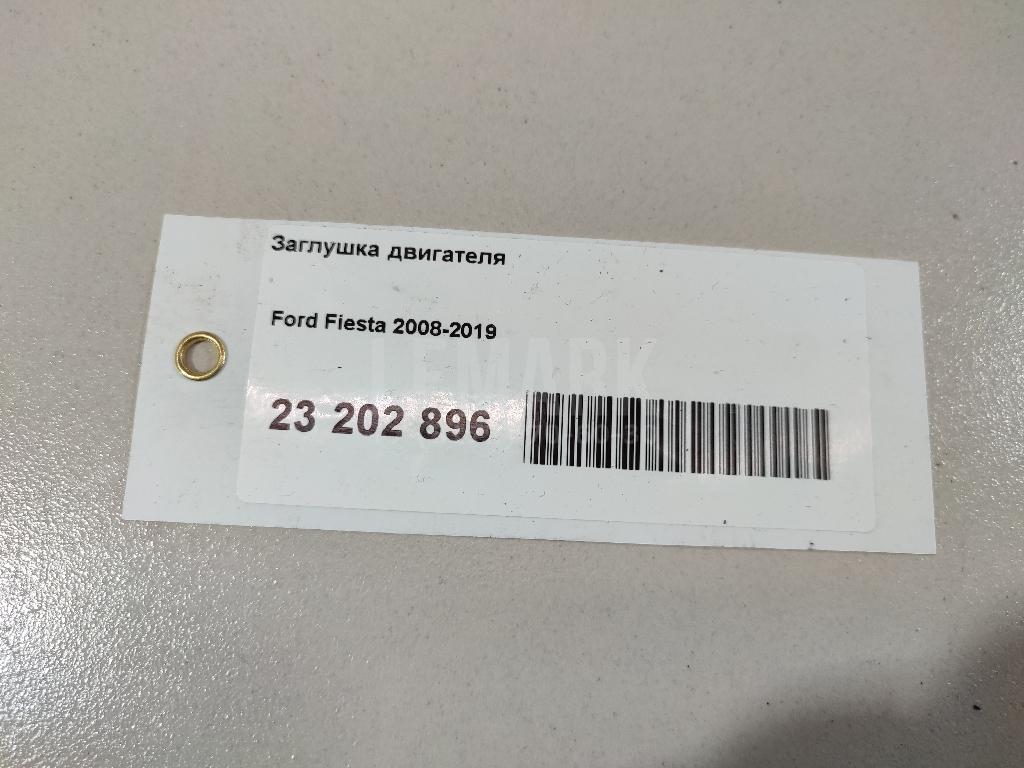 Заглушка двигателя
Ford Fiesta 2008-2019
LEMARK
23 202 896